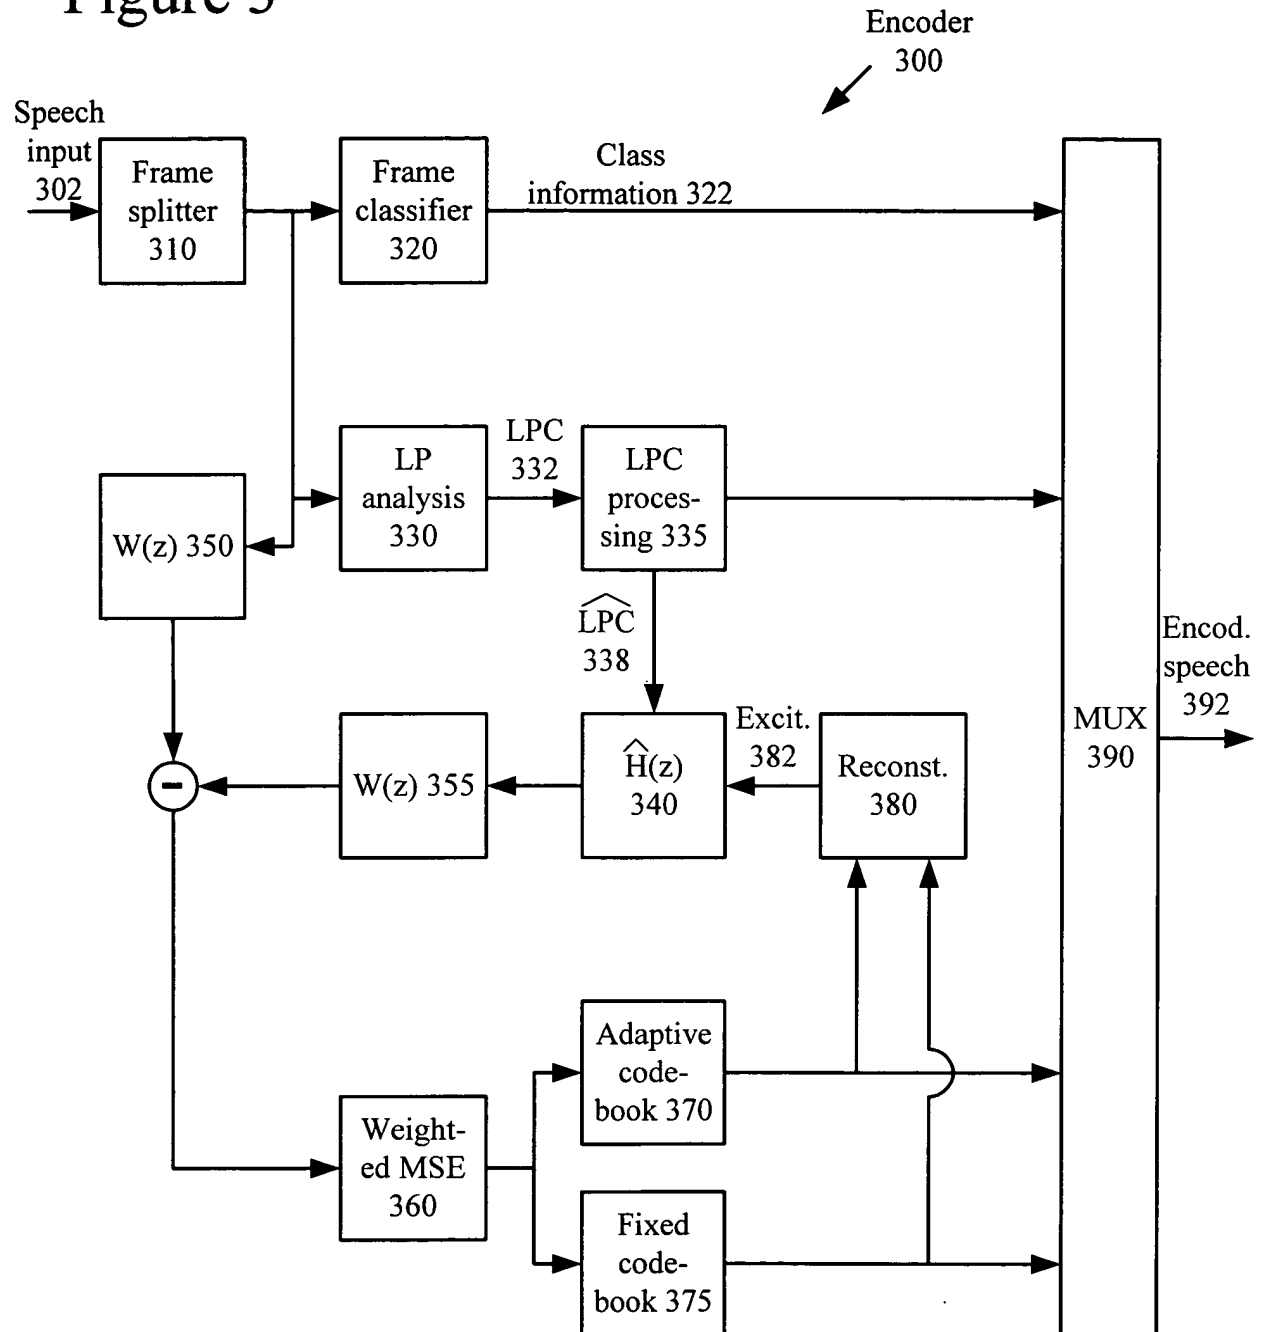 Figure 3
Encoder
300
Speech
input
302
Frame
splitter
310
Frame
classifier
320
Class
information 322
LP
analysis
330
LPC
332
LPC
proces-
sing 335
W(z) 350
L͡PC
338
Encod.
speech
392
MUX
390
W(z) 355
Ĥ(z)
340
Excit.
382
Reconst.
380
Adaptive
code-
book 370
Weight-
ed MSE
360
Fixed
code-
book 375